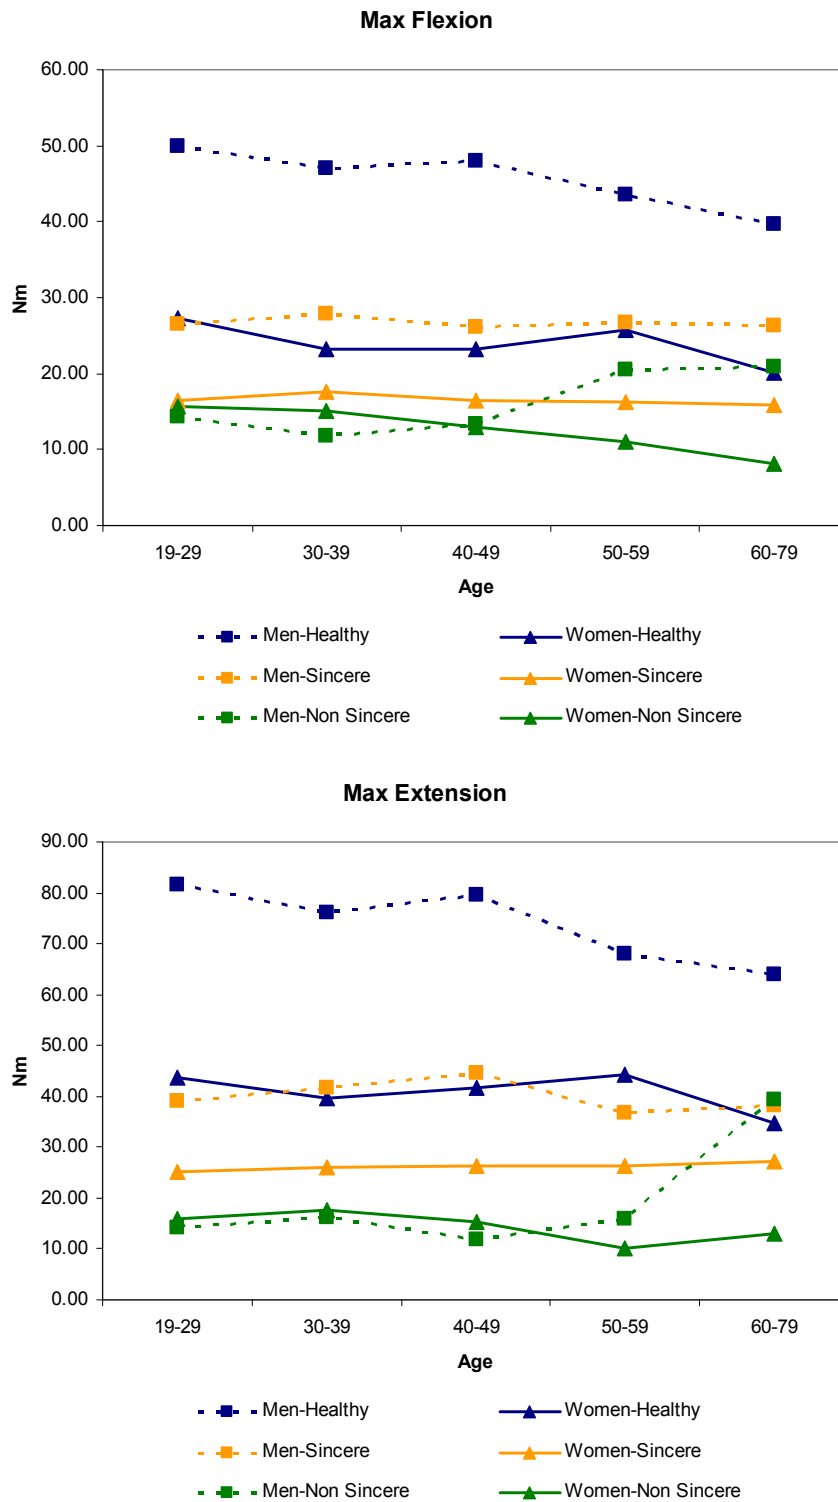 Max Flexion
60.00
50.00
40.00
30.00
20.00
10.00
0.00
Nm
19-29 30-39 40-49 50-59 60-79
Age
Men-Healthy Women-Healthy
Men-Sincere Women-Sincere
Men-Non Sincere Women-Non Sincere
Max Extension
90.00
80.00
70.00
60.00
50.00
40.00
30.00
20.00
10.00
0.00
Nm
19-29 30-39 40-49 50-59 60-79
Age
Men-Healthy Women-Healthy
Men-Sincere Women-Sincere
Men-Non Sincere Women-Non Sincere